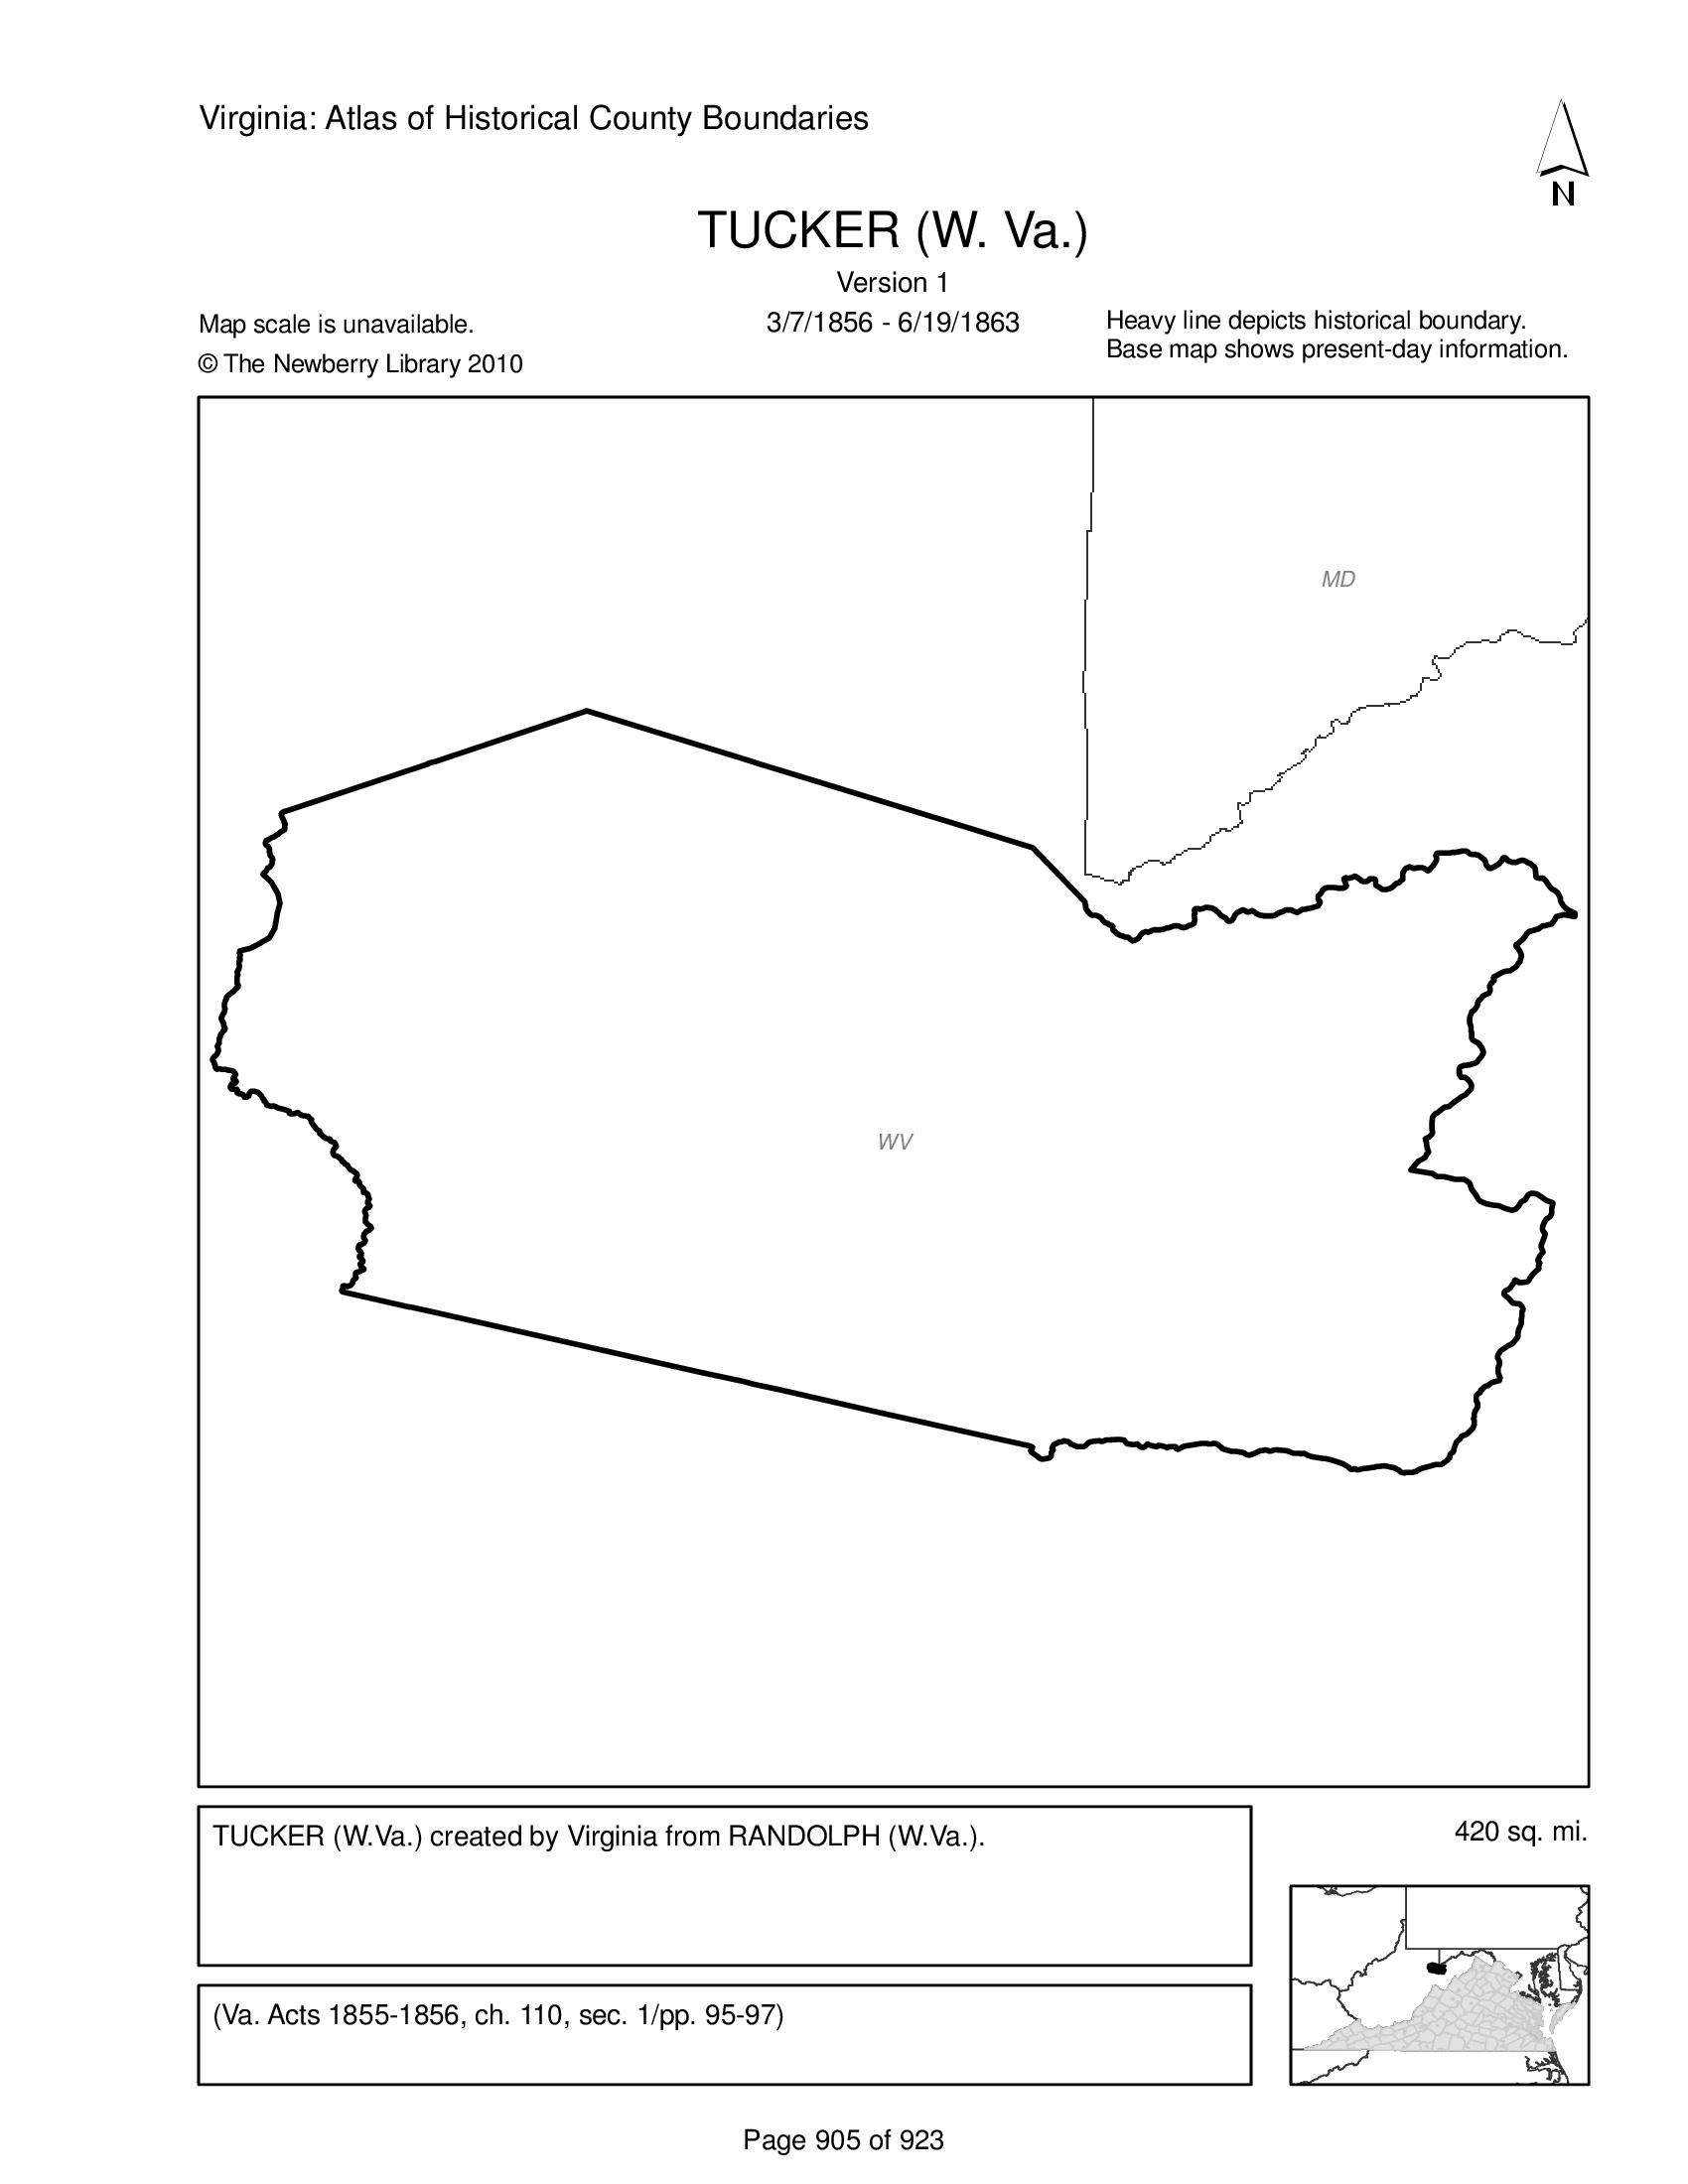 Virginia: Atlas of Historical County Boundaries
N
TUCKER (W. Va.)
Version 1
3/7/1856 - 6/19/1863
Map scale is unavailable.
© The Newberry Library 2010
Heavy line depicts historical boundary.
Base map shows present-day information.
MD
WV
TUCKER (W.Va.) created by Virginia from RANDOLPH (W.Va.).
420 sq. mi.
(Va. Acts 1855-1856, ch. 110, sec. 1/pp. 95-97)
Page 905 of 923